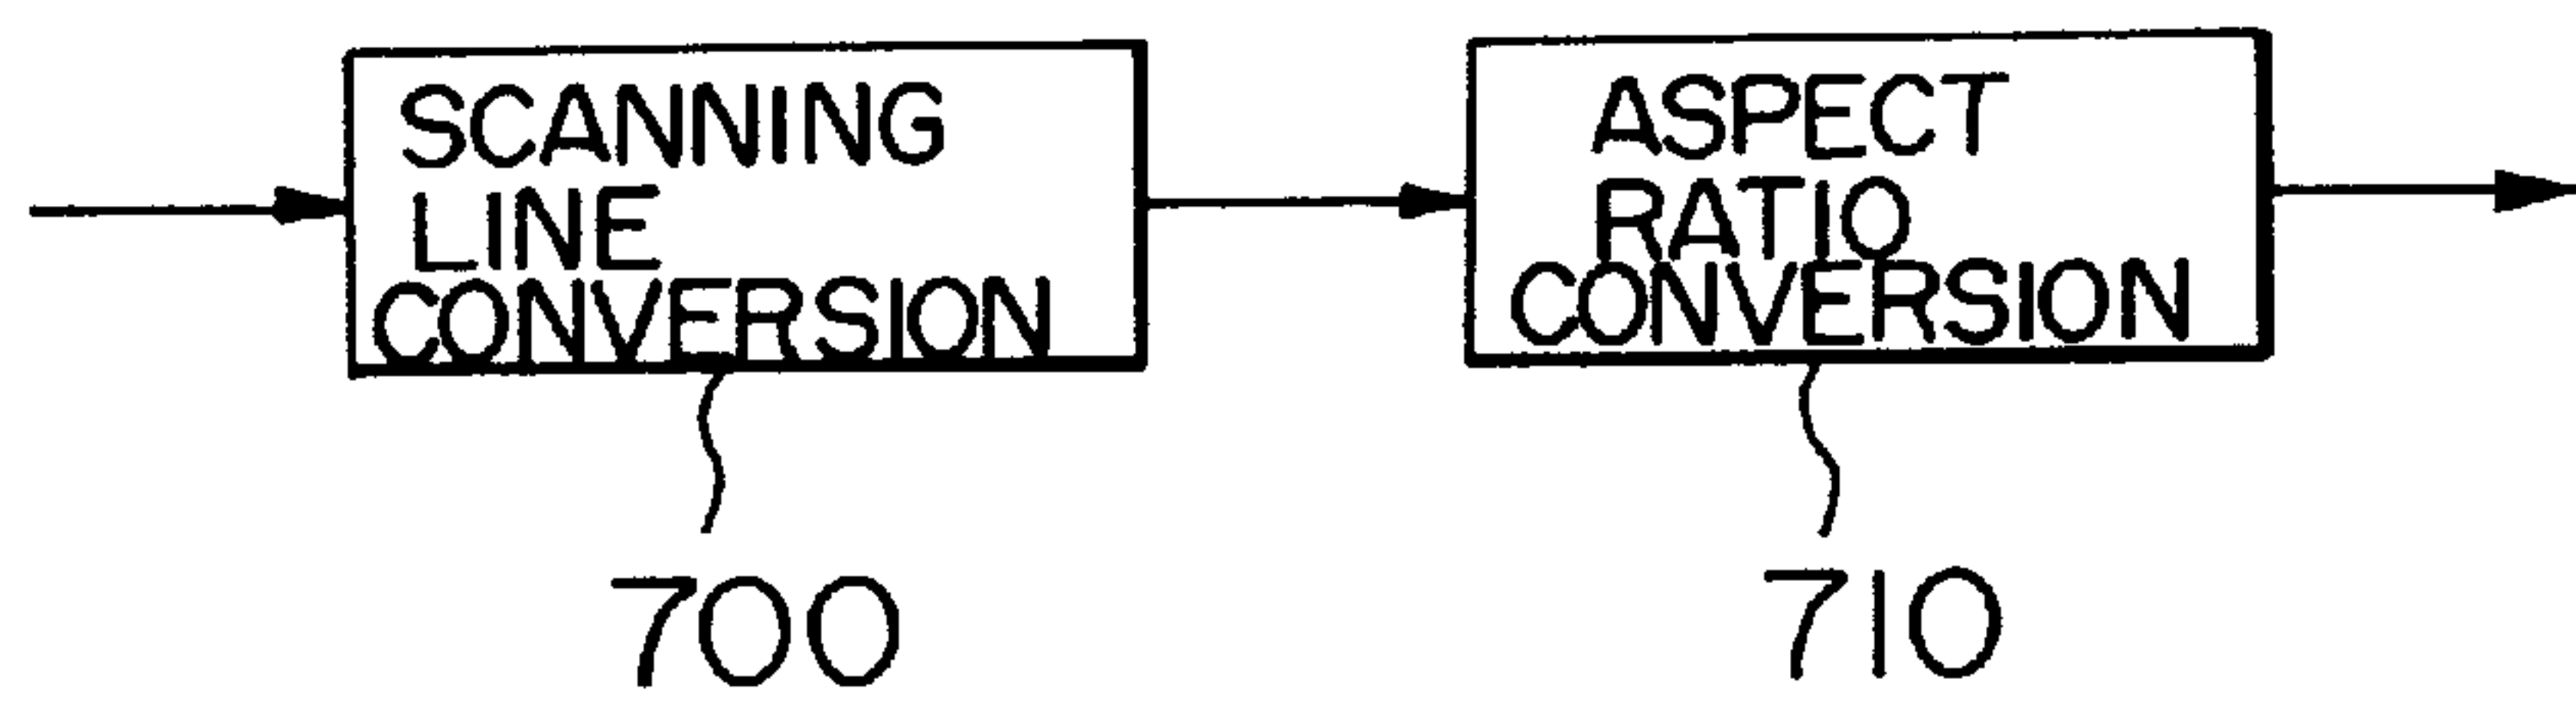 SCANNING
LINE
CONVERSION
700
ASPECT
RATIO
CONVERSION
710